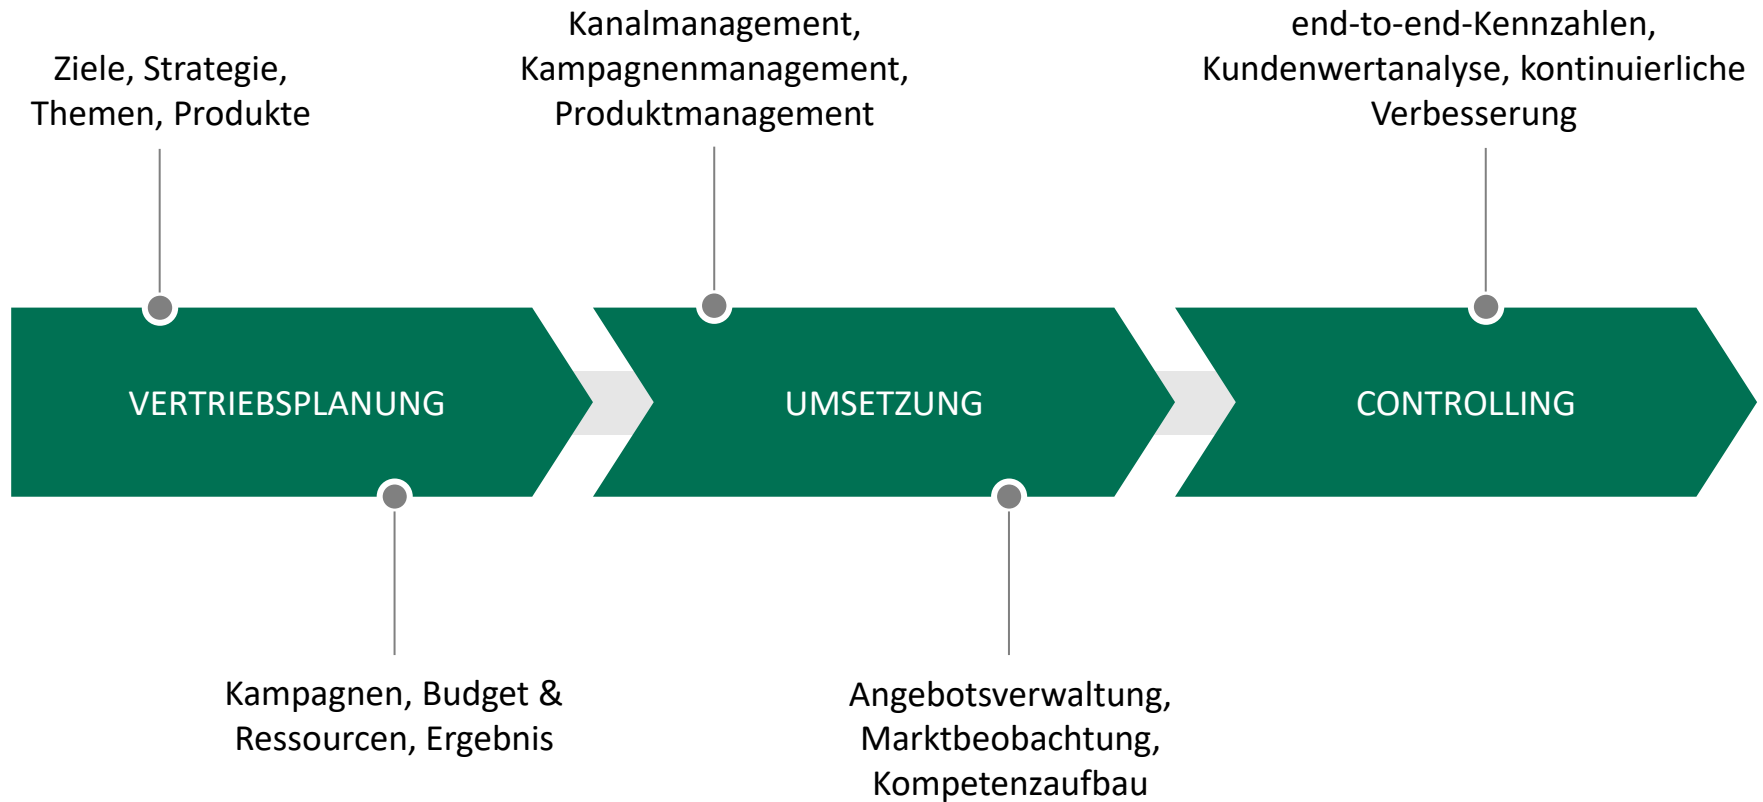 Ziele, Strategie,
Themen, Produkte
Kanalmanagement,
Kampagnenmanagement,
Produktmanagement
end-to-end-Kennzahlen,
Kundenwertanalyse, kontinuierliche
Verbesserung
VERTRIEBSPLANUNG
UMSETZUNG
CONTROLLING
Kampagnen, Budget &
Ressourcen, Ergebnis
Angebotsverwaltung,
Marktbeobachtung,
Kompetenzaufbau